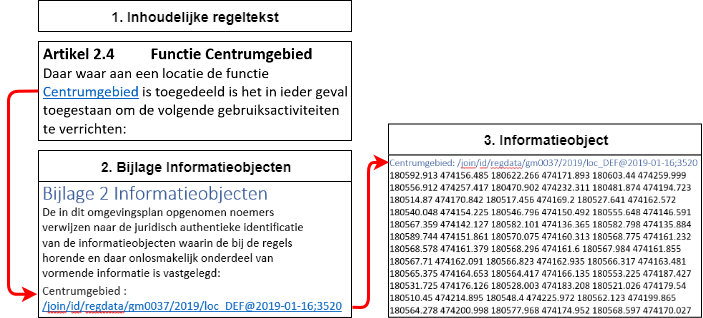 1. Inhoudelijke regeltekst
Artikel 2.4 Functie Centrumgebied
Daar waar aan een locatie de functie
Centrumgebied is toegedeeld is het in ieder geval
toegestaan om de volgende gebruiksactiviteiten
te verrichten:
2. Bijlage Informatieobjecten
Bijlage 2 Informatieobjecten
De in dit omgevingsplan opgenomen noemers
verwijzen naar de juridisch authentieke identificatie
van de informatieobjecten waarin de bij de regels
horende en daar onlosmakelijk onderdeel van
vormende informatie is vastgelegd:
Centrumgebied :
/join/id/regdata/gm0037/2019/loc_DEF@2019-01-16;3520
3. Informatieobject
Centrumgebied: /join/id/regdata/gm0037/2019/loc_DEF@2019-01-16;3520
180592.913 474156.485 180622.266 474171.893 180603.44 474259.999
180556.912 474257.417 180470.902 474232.311 180481.874 474194.723
180514.87 474170.842 180517.456 474169.2 180527.641 474162.572
180540.048 474154.225 180546.796 474150.492 180555.648 474146.591
180567.359 474142.127 180582.101 474136.365 180582.798 474135.884
180589.744 474151.861 180570.075 474160.313 180568.775 474161.232
180568.578 474161.379 180568.296 474161.6 180567.984 474161.855
180567.71 474162.091 180566.823 474162.935 180566.317 474163.481
180565.375 474164.653 180564.417 474166.135 180553.225 474187.427
180531.725 474176.126 180528.003 474183.208 180521.026 474179.54
180510.45 474214.895 180548.4 474225.972 180562.123 474199.865
180564.278 474200.998 180577.968 474174.952 180568.597 474170.027